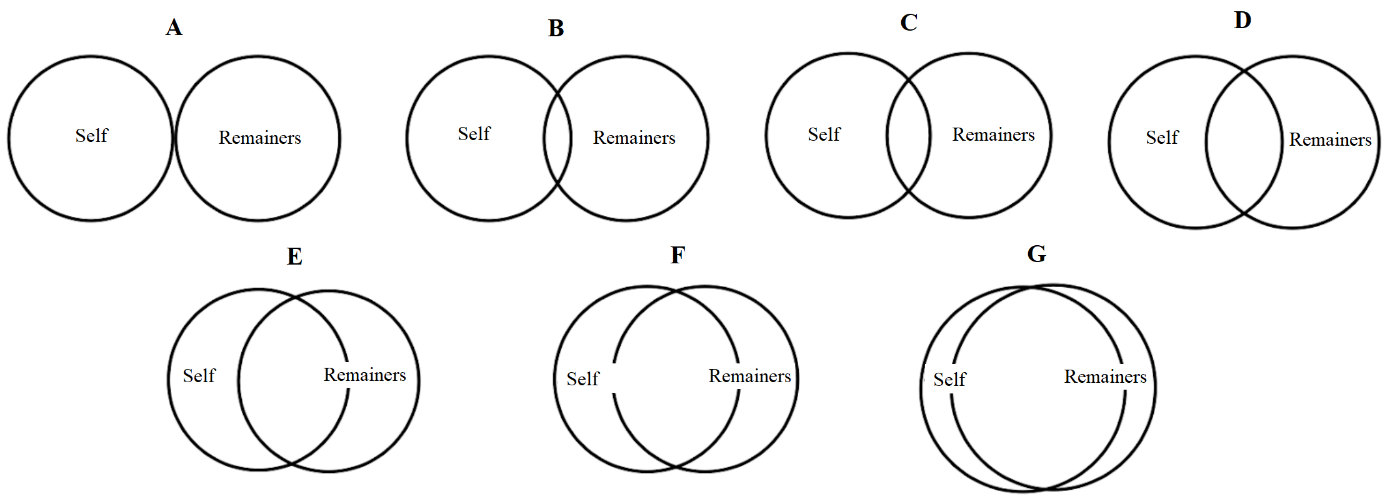 A
B
C
D
Self
Remainers
Self
Remainers
Self
Remainers
Self
Remainers
E
F
G
Self
Remainers
Self
Remainers
Self
Remainers